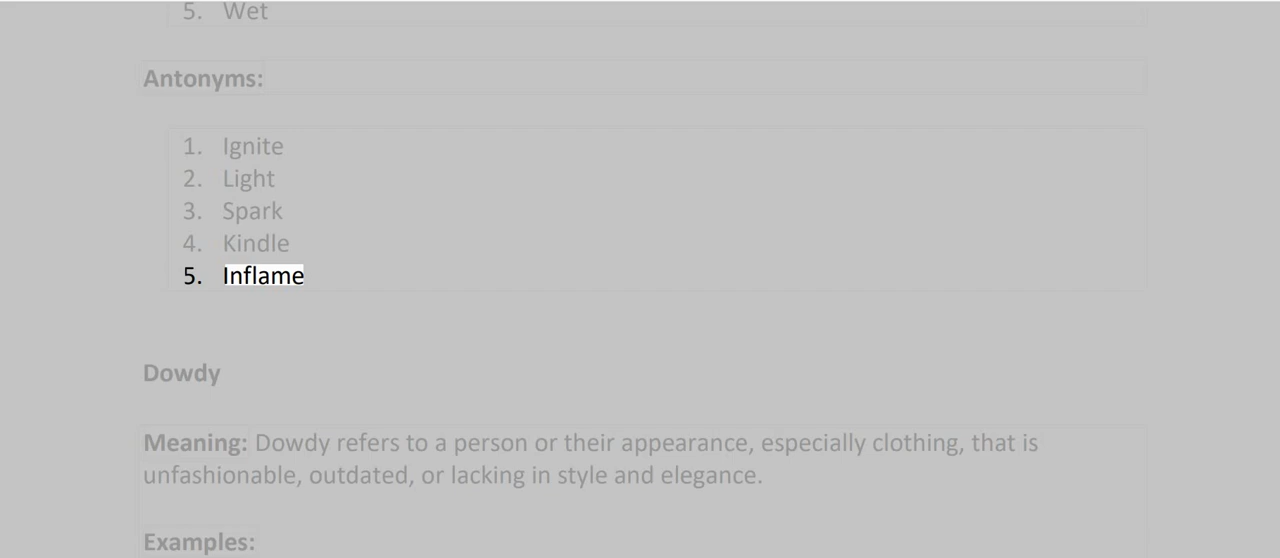 5. Wet
Antonyms:
1. Ignite
2. Light
3. Spark
4. Kindle
5. Inflame
Dowdy
Meaning: Dowdy refers to a person or their appearance, especially clothing, that is
unfashionable, outdated, or lacking in style and elegance.
Examples: